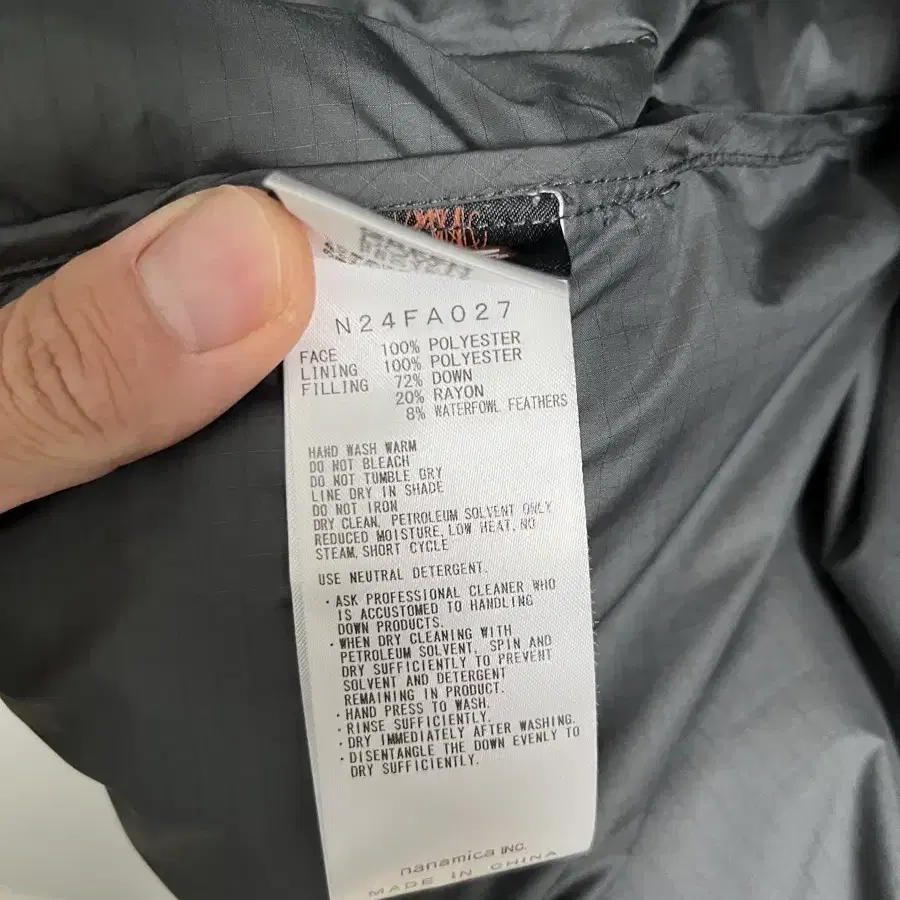 N24FA027
FACE 100% POLYESTER
LINING 100% POLYESTER
FILLING 72% DOWN
20% RAYON
8% WATERFOWL FEATHERS
HAND WASH WARM
DO NOT BLEACH
DO NOT TUMBLE DRY
LINE DRY IN SHADE
DO NOT IRON
DRY CLEAN, PETROLEUM SOLVENT ONLY
REDUCED MOISTURE, LOW HEAT, NO
STEAM, SHORT CYCLE
USE NEUTRAL DETERGENT.
・ASK PROFESSIONAL CLEANER WHO
IS ACCUSTOMED TO HANDLING
DOWN PRODUCTS.
・WHEN DRY CLEANING WITH
PETROLEUM SOLVENT, SPIN AND
DRY SUFFICIENTLY TO PREVENT
SOLVENT AND DETERGENT
REMAINING IN PRODUCT.
・HAND PRESS TO WASH.
・RINSE SUFFICIENTLY.
・DRY IMMEDIATELY AFTER WASHING.
・DISENTANGLE THE DOWN EVENLY TO
DRY SUFFICIENTLY.
nanamica INC.
MADE IN CHINA